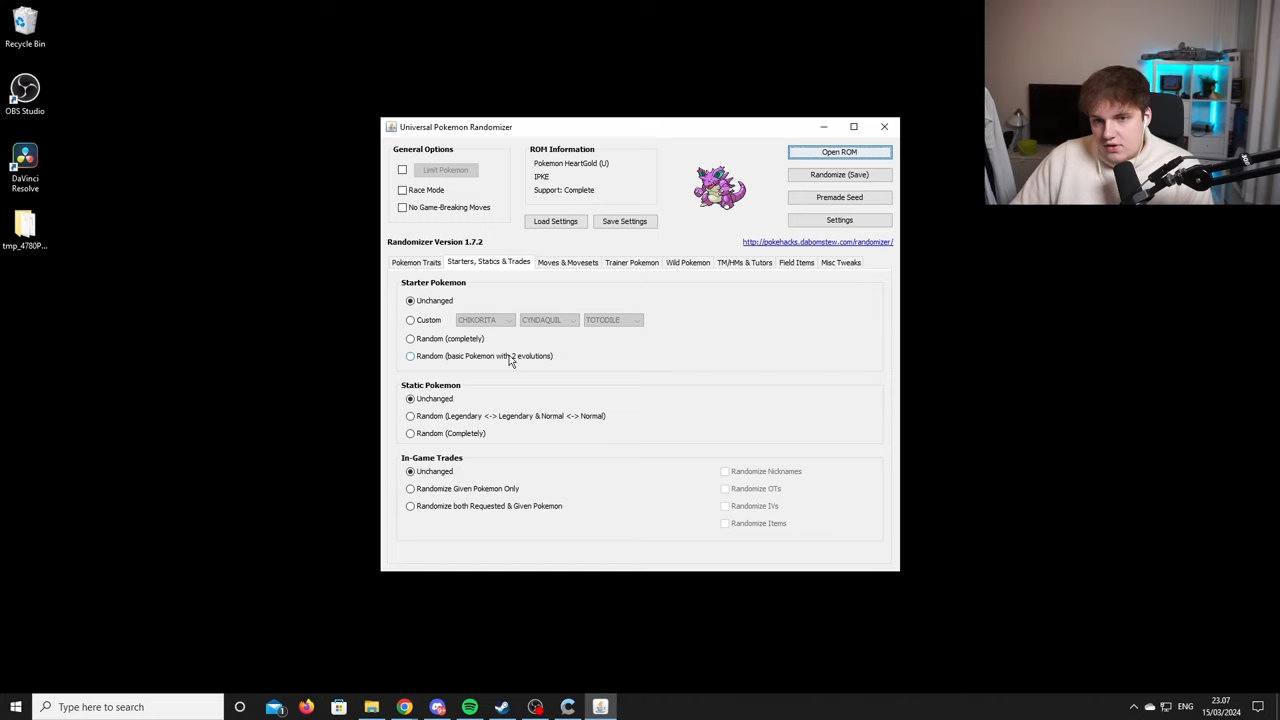 Recycle Bin
OBS Studio
DaVinci
Resolve
tmp_4780P...
Universal Pokemon Randomizer
General Options
Limit Pokemon
Race Mode
No Game-Breaking Moves
ROM Information
Pokemon HeartGold (U)
IPKE
Support: Complete
Load Settings
Save Settings
Open ROM
Randomize (Save)
Premade Seed
Settings
Randomizer Version 1.7.2
http://pokehacks.dabomstew.com/randomizer/
Pokemon Traits
Starters, Statics & Trades
Moves & Movesets
Trainer Pokemon
Wild Pokemon
TM/HMs & Tutors
Field Items
Misc Tweaks
Starter Pokemon
Unchanged
Custom
CHIKORITA
CYNDAQUIL
TOTODILE
Random (completely)
Random (basic Pokemon with 2 evolutions)
Static Pokemon
Unchanged
Random (Legendary <-> Legendary & Normal <-> Normal)
Random (Completely)
In-Game Trades
Unchanged
Randomize Given Pokemon Only
Randomize both Requested & Given Pokemon
Randomize Nicknames
Randomize OTs
Randomize IVs
Randomize Items
Type here to search
1
ENG
23.07
15/03/2024